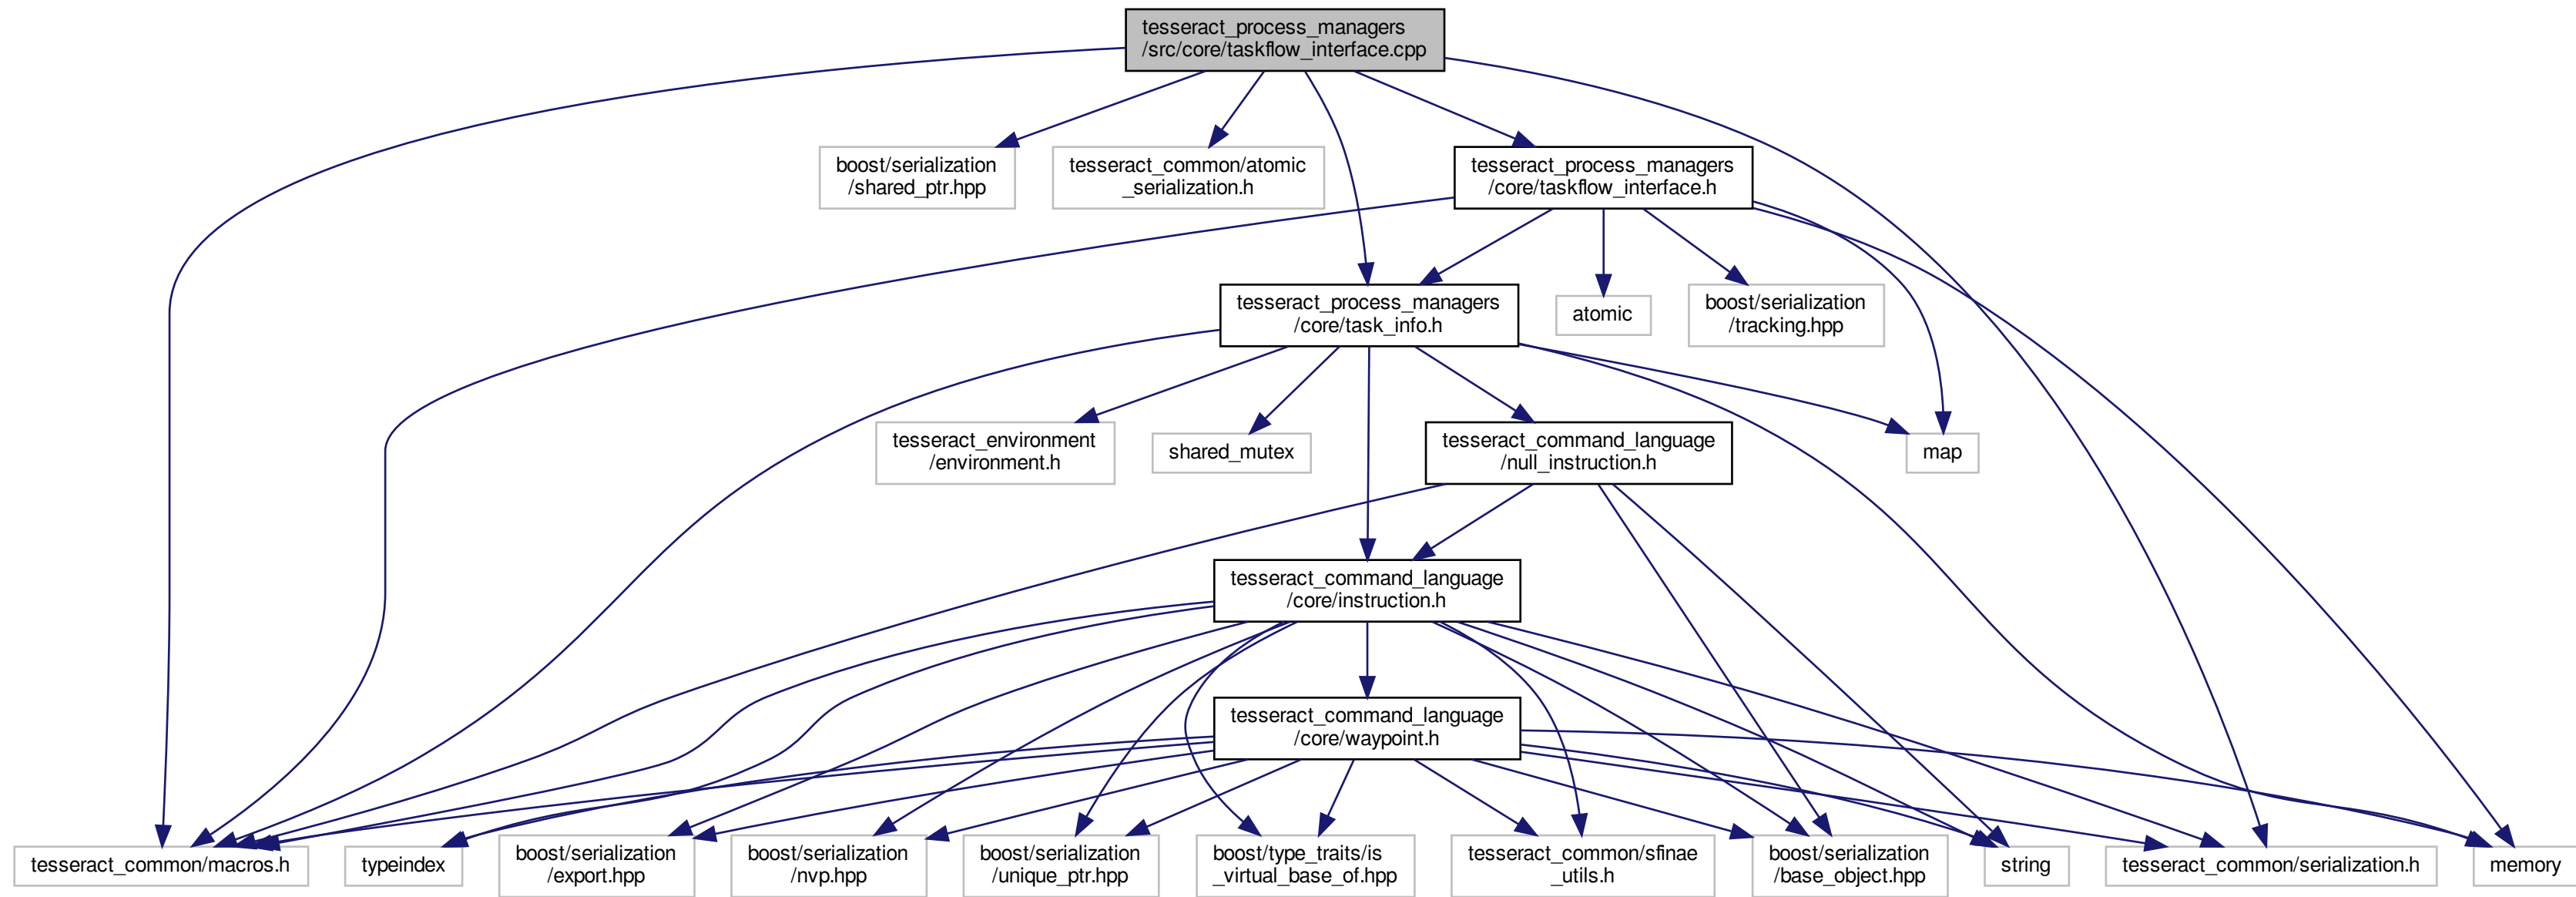 tesseract_process_managers
/src/core/taskflow_interface.cpp
boost/serialization
/shared_ptr.hpp
tesseract_common/atomic
_serialization.h
tesseract_process_managers
/core/taskflow_interface.h
tesseract_process_managers
/core/task_info.h
atomic
boost/serialization
/tracking.hpp
tesseract_environment
/environment.h
shared_mutex
tesseract_command_language
/null_instruction.h
map
tesseract_command_language
/core/instruction.h
tesseract_command_language
/core/waypoint.h
tesseract_common/macros.h
typeindex
boost/serialization
/export.hpp
boost/serialization
/nvp.hpp
boost/serialization
/unique_ptr.hpp
boost/type_traits/is
_virtual_base_of.hpp
tesseract_common/sfinae
_utils.h
boost/serialization
/base_object.hpp
string
tesseract_common/serialization.h
memory